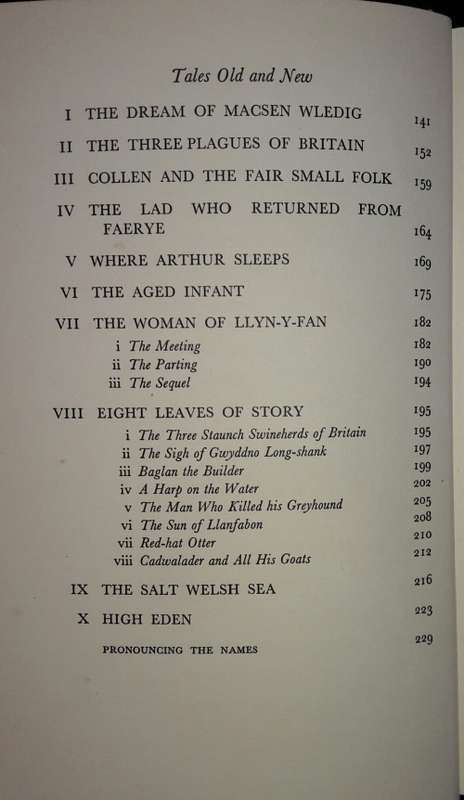 Tales Old and New
I THE DREAM OF MACSEN WLEDIG 141
II THE THREE PLAGUES OF BRITAIN 152
III COLLEN AND THE FAIR SMALL FOLK 159
IV THE LAD WHO RETURNED FROM
FAERYE 164
V WHERE ARTHUR SLEEPS 169
VI THE AGED INFANT 175
VII THE WOMAN OF LLYN-Y-FAN 182
i The Meeting 182
ii The Parting 190
iii The Sequel 194
VIII EIGHT LEAVES OF STORY 195
i The Three Staunch Swineherds of Britain 195
ii The Sigh of Gwyddno Long-shank 197
iii Baglan the Builder 199
iv A Harp on the Water 202
v The Man Who Killed his Greyhound 205
vi The Sun of Llanfabon 208
vii Red-hat Otter 210
viii Cadwalader and All His Goats 212
IX THE SALT WELSH SEA 216
X HIGH EDEN 223
PRONOUNCING THE NAMES 229